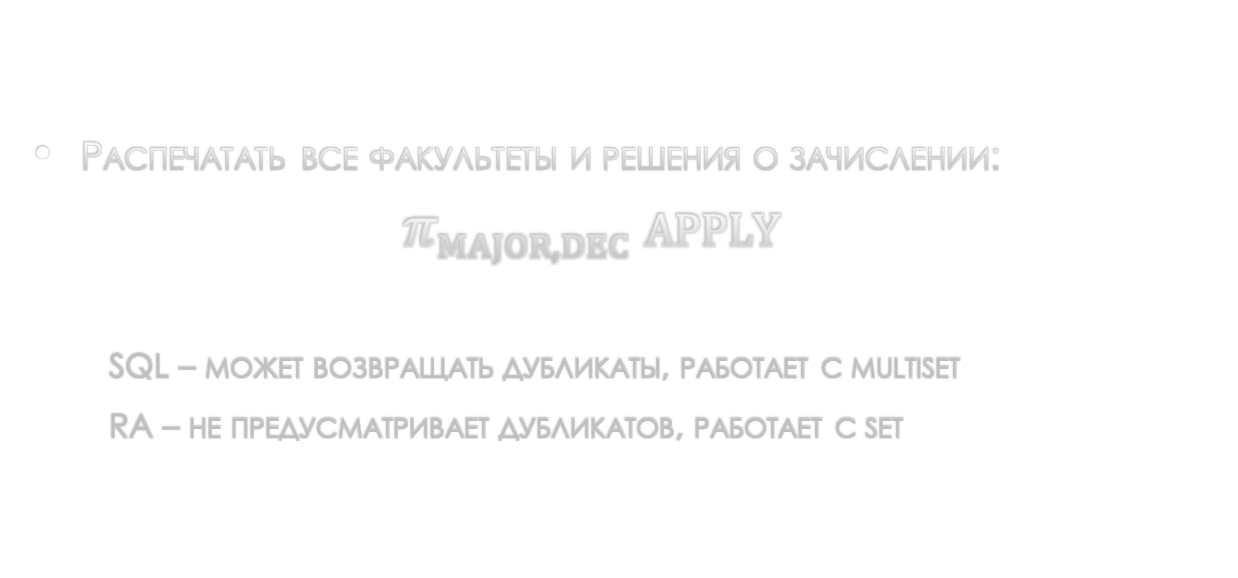 • Распечатать все факультеты и решения о зачислении:
π MAJOR,DEC APPLY
SQL – может возвращать дубликаты, работает с multiset
RA – не предусматривает дубликатов, работает с set